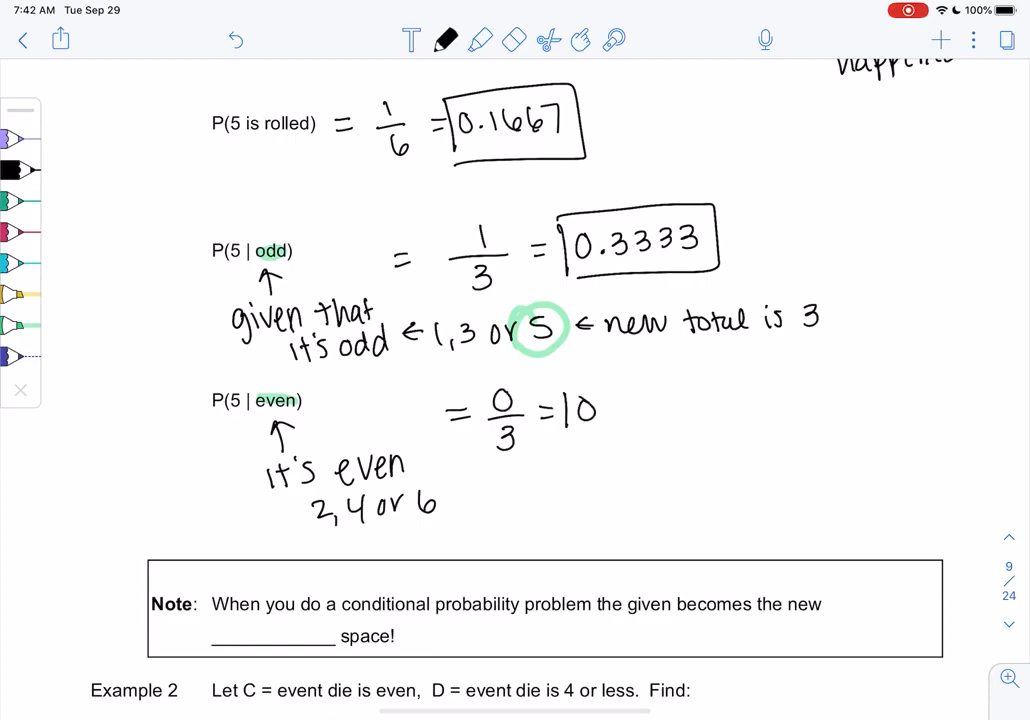 7:42 AM Tue Sep 29
100%
P(5 is rolled) = 1/6 = 0.1667
P(5 | odd) = 1/3 = 0.3333
given that
it's odd ← 1, 3 or 5 ← new total is 3
P(5 | even) = 0/3 = 10
it's even
2, 4 or 6
Note: When you do a conditional probability problem the given becomes the new
____________ space!
9
/
24
Example 2 Let C = event die is even, D = event die is 4 or less. Find: